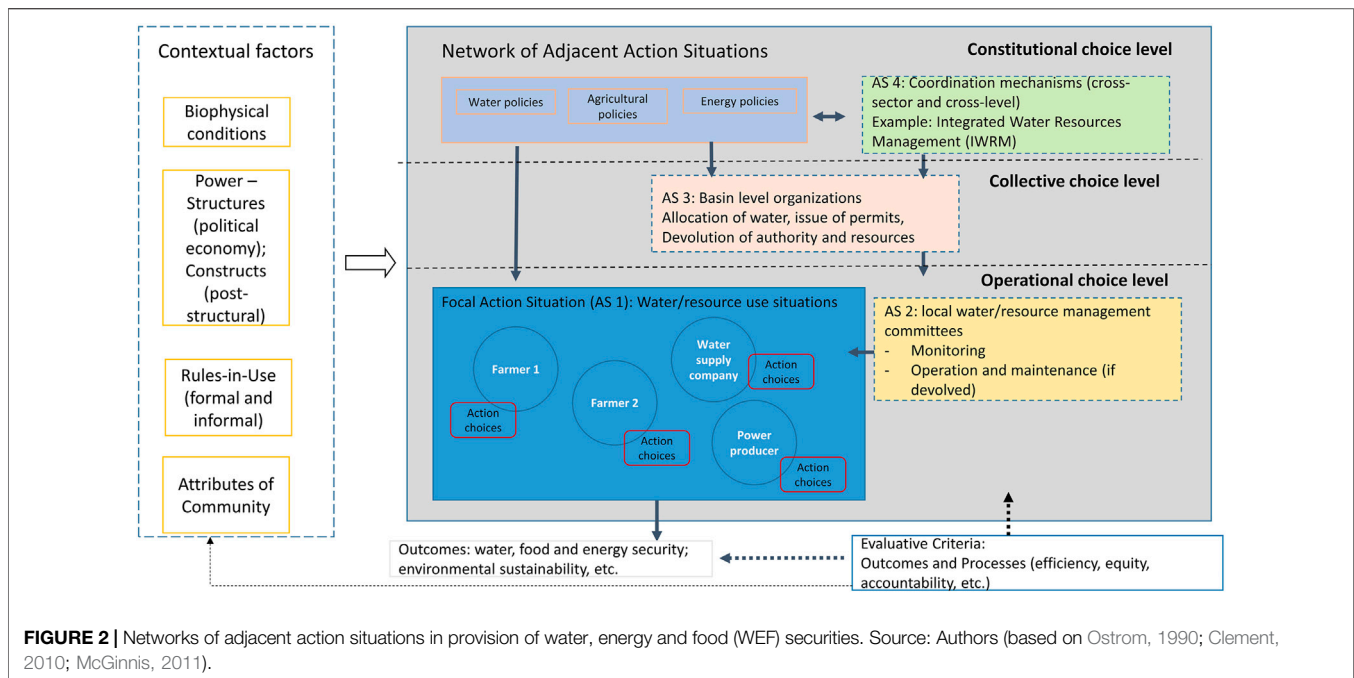 Contextual factors
Biophysical
conditions
Power –
Structures
(political
economy);
Constructs
(post-
structural)
Rules-in-Use
(formal and
informal)
Attributes of
Community
Network of Adjacent Action Situations
Constitutional choice level
Water policies
Agricultural
policies
Energy policies
AS 4: Coordination mechanisms (cross-
sector and cross-level)
Example: Integrated Water Resources
Management (IWRM)
Collective choice level
AS 3: Basin level organizations
Allocation of water, issue of permits,
Devolution of authority and resources
Operational choice level
Focal Action Situation (AS 1): Water/resource use situations
Farmer 1
Action
choices
Farmer 2
Action
choices
Water
supply
company
Action
choices
Power
producer
Action
choices
AS 2: local water/resource management
committees
- Monitoring
- Operation and maintenance (if
devolved)
Outcomes: water, food and energy security;
environmental sustainability, etc.
Evaluative Criteria:
Outcomes and Processes (efficiency, equity,
accountability, etc.)
FIGURE 2 | Networks of adjacent action situations in provision of water, energy and food (WEF) securities. Source: Authors (based on Ostrom, 1990; Clement,
2010; McGinnis, 2011).